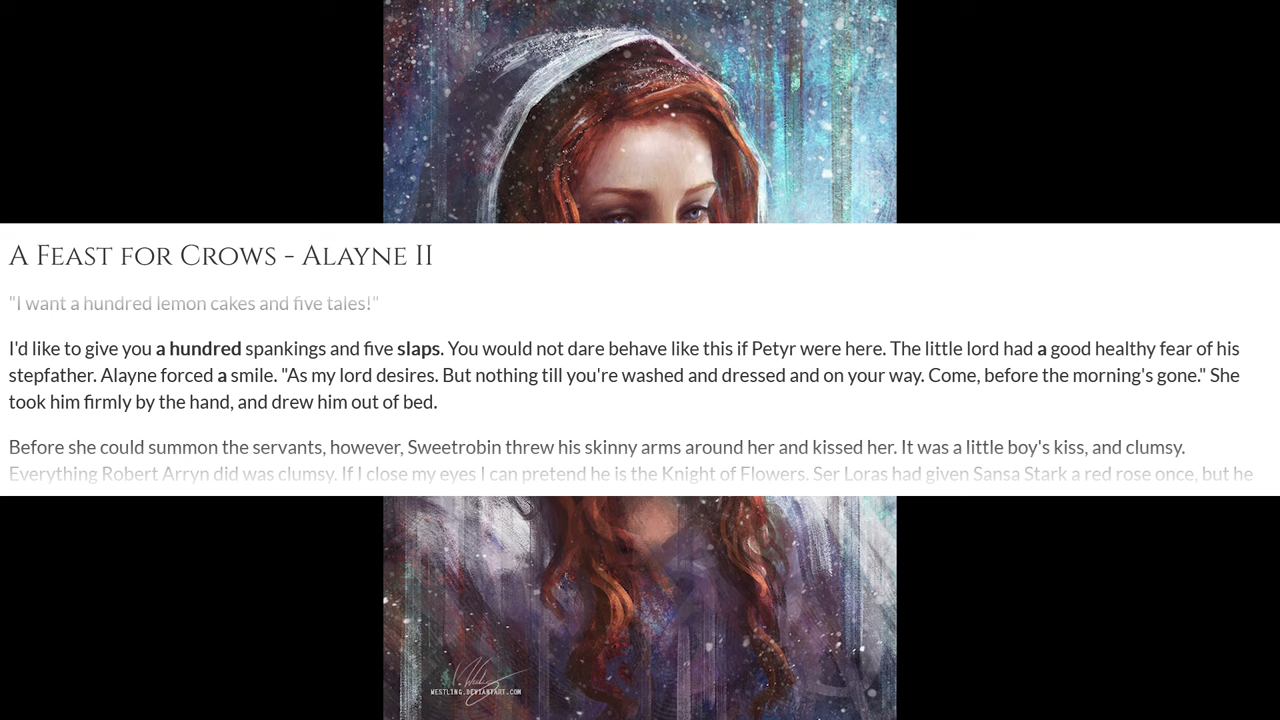 A Feast for Crows - Alayne II
"I want a hundred lemon cakes and five tales!"
I'd like to give you a hundred spankings and five slaps. You would not dare behave like this if Petyr were here. The little lord had a good healthy fear of his
stepfather. Alayne forced a smile. "As my lord desires. But nothing till you're washed and dressed and on your way. Come, before the morning's gone." She
took him firmly by the hand, and drew him out of bed.
Before she could summon the servants, however, Sweetrobin threw his skinny arms around her and kissed her. It was a little boy's kiss, and clumsy.
Everything Robert Arryn did was clumsy. If I close my eyes I can pretend he is the Knight of Flowers. Ser Loras had given Sansa Stark a red rose once, but he
WESTLING.DEVIANTART.COM